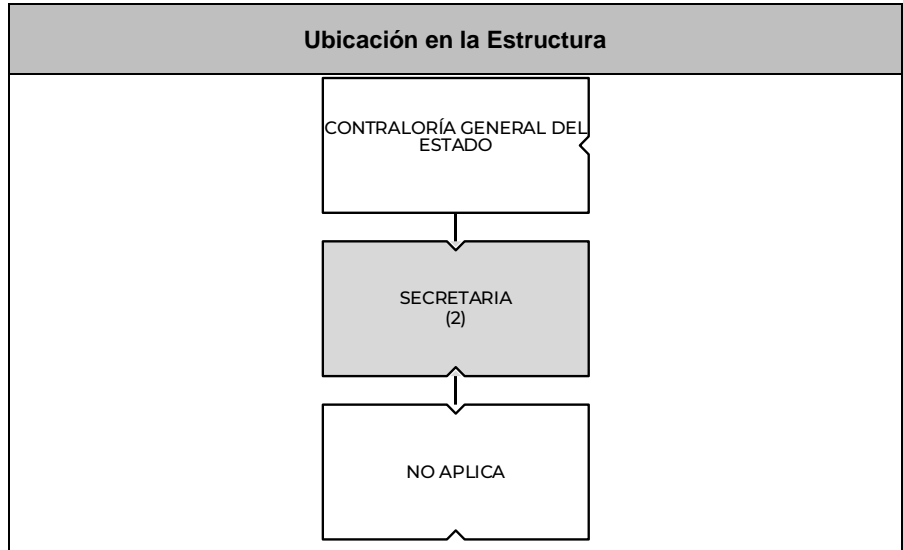 Ubicación en la Estructura
CONTRALORÍA GENERAL DEL
ESTADO
SECRETARIA
(2)
NO APLICA